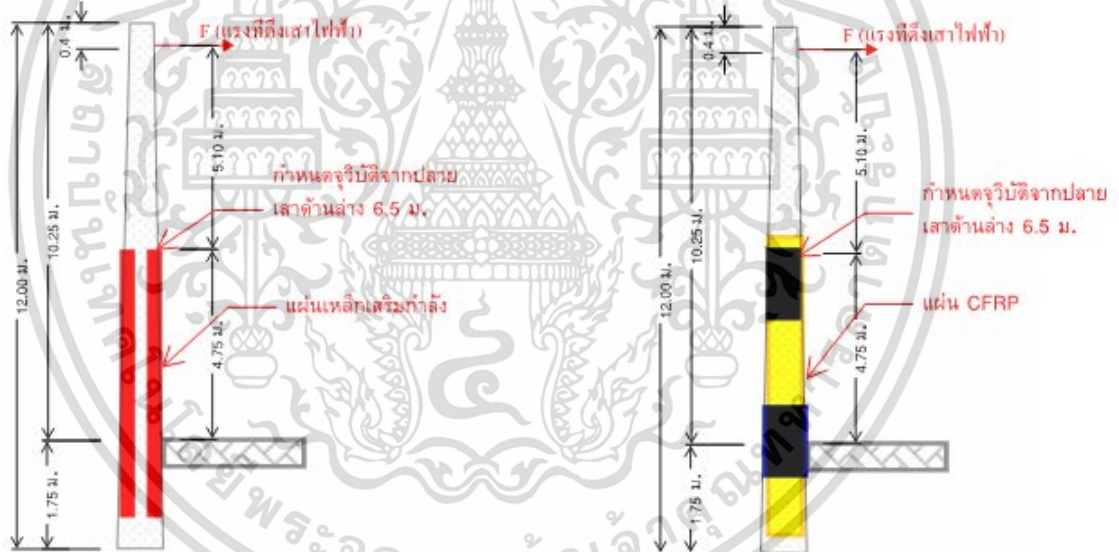 F (แรงที่ดึงเสาไฟฟ้า)
0.4 ม.
5.10 ม.
กำหนดจุวิบัติจากปลาย
เสาด้านล่าง 6.5 ม.
10.25 ม.
12.00 ม.
แผ่นเหล็กเสริมกำลัง
4.75 ม.
1.75 ม.
F (แรงที่ดึงเสาไฟฟ้า)
0.4 ม.
5.10 ม.
กำหนดจุวิบัติจากปลาย
เสาด้านล่าง 6.5 ม.
10.25 ม.
12.00 ม.
แผ่น CFRP
4.75 ม.
1.75 ม.